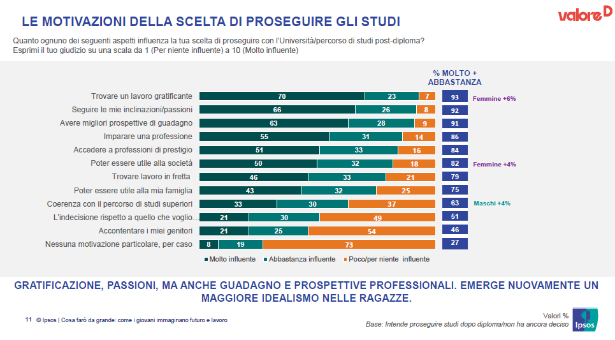 LE MOTIVAZIONI DELLA SCELTA DI PROSEGUIRE GLI STUDI
valore D
Quanto ognuno dei seguenti aspetti influenza la tua scelta di proseguire con l'Università/percorso di studi post-diploma?
Esprimi il tuo giudizio su una scala da 1 (Per niente influente) a 10 (Molto influente)
% MOLTO +
ABBASTANZA
Trovare un lavoro gratificante 70 23 7 93 Femmine +6%
Seguire le mie inclinazioni/passioni 66 26 8 92
Avere migliori prospettive di guadagno 63 28 9 91
Imparare una professione 55 31 14 86
Accedere a professioni di prestigio 51 33 16 84
Poter essere utile alla società 50 32 18 82 Femmine +4%
Trovare lavoro in fretta 46 33 21 79
Poter essere utile alla mia famiglia 43 32 25 75
Coerenza con il percorso di studi superiori 33 30 37 63 Maschi +4%
L'indecisione rispetto a quello che voglio... 21 30 49 51
Accontentare i miei genitori 21 25 54 46
Nessuna motivazione particolare, per caso 8 19 73 27
Molto influente Abbastanza influente Poco/per niente influente
GRATIFICAZIONE, PASSIONI, MA ANCHE GUADAGNO E PROSPETTIVE PROFESSIONALI. EMERGE NUOVAMENTE UN
MAGGIORE IDEALISMO NELLE RAGAZZE.
11 © Ipsos | Cosa farò da grande: come i giovani immaginano futuro e lavoro
Valori %
Base: Intende proseguire studi dopo diploma/non ha ancora deciso
Ipsos